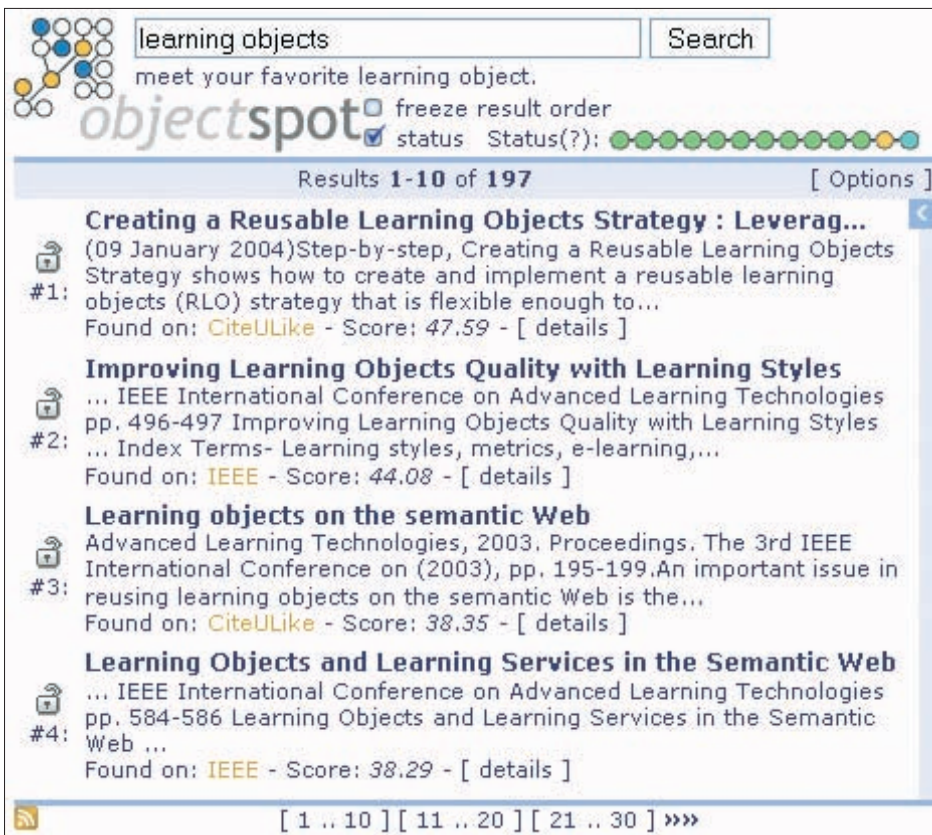 learning objects Search
meet your favorite learning object.
objectspot
freeze result order
status Status(?):
Results 1-10 of 197 [ Options ]
Creating a Reusable Learning Objects Strategy : Leverag...
(09 January 2004)Step-by-step, Creating a Reusable Learning Objects
Strategy shows how to create and implement a reusable learning
#1: objects (RLO) strategy that is flexible enough to...
Found on: CiteULike - Score: 47.59 - [ details ]
Improving Learning Objects Quality with Learning Styles
... IEEE International Conference on Advanced Learning Technologies
pp. 496-497 Improving Learning Objects Quality with Learning Styles
#2: ... Index Terms- Learning styles, metrics, e-learning,...
Found on: IEEE - Score: 44.08 - [ details ]
Learning objects on the semantic Web
Advanced Learning Technologies, 2003. Proceedings. The 3rd IEEE
International Conference on (2003), pp. 195-199.An important issue in
#3: reusing learning objects on the semantic Web is the...
Found on: CiteULike - Score: 38.35 - [ details ]
Learning Objects and Learning Services in the Semantic Web
... IEEE International Conference on Advanced Learning Technologies
pp. 584-586 Learning Objects and Learning Services in the Semantic
#4: Web ...
Found on: IEEE - Score: 38.29 - [ details ]
[ 1 .. 10 ] [ 11 .. 20 ] [ 21 .. 30 ] »»